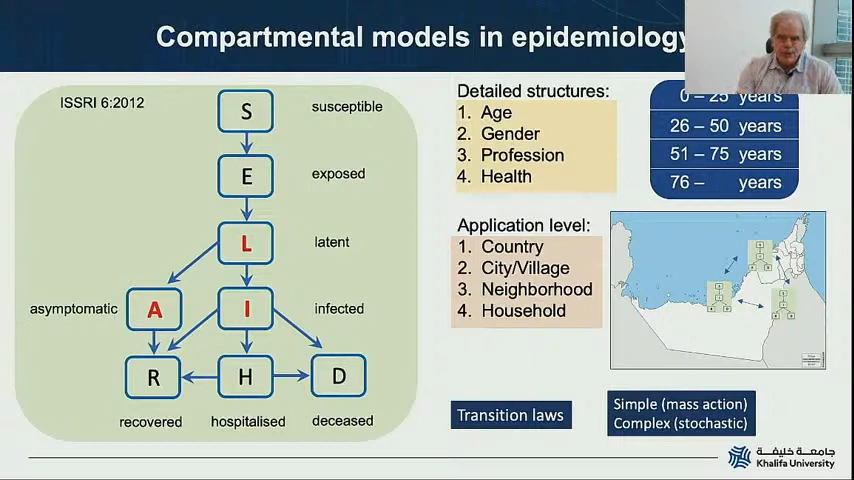 Compartmental models in epidemiology
ISSRI 6:2012
S
susceptible
E
exposed
L
latent
asymptomatic
A
I
infected
R
H
D
recovered
hospitalised
deceased
Detailed structures:
1. Age
2. Gender
3. Profession
4. Health
0 – 25 years
26 – 50 years
51 – 75 years
76 – years
Application level:
1. Country
2. City/Village
3. Neighborhood
4. Household
Transition laws
Simple (mass action)
Complex (stochastic)
جامعة خليفة
Khalifa University